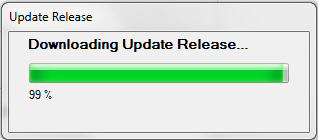 Update Release
Downloading Update Release...
99 %